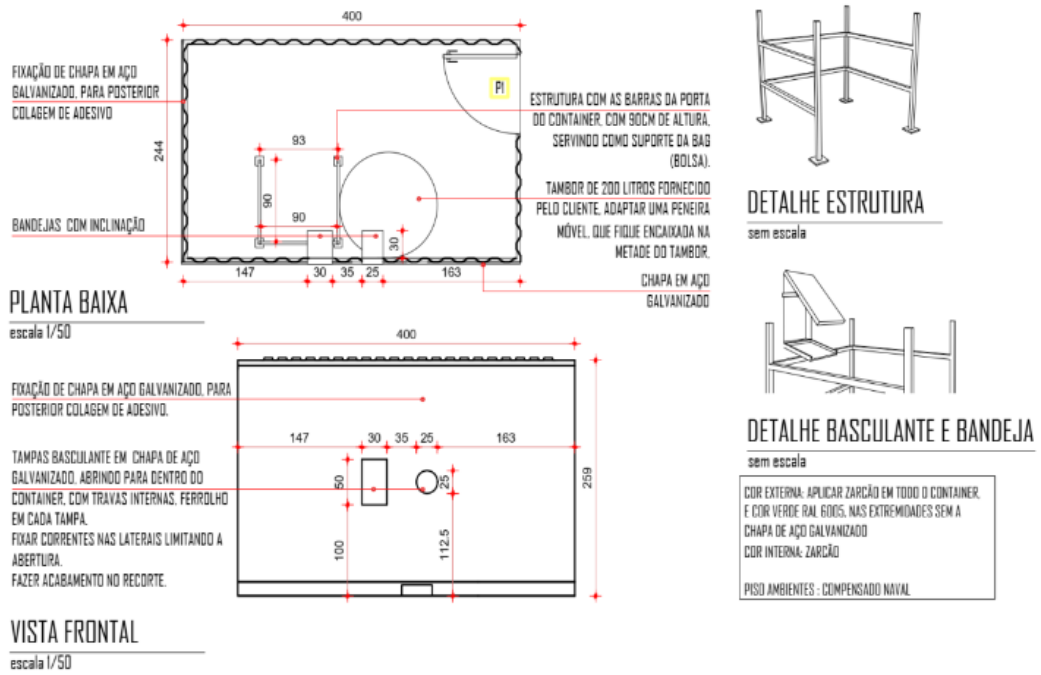 400
FIXAÇÃO DE CHAPA EM AÇO
GALVANIZADO, PARA POSTERIOR
COLAGEM DE ADESIVO
244
93
90
90
30
BANDEJAS COM INCLINAÇÃO
PI
ESTRUTURA COM AS BARRAS DA PORTA
DO CONTAINER, COM 90CM DE ALTURA,
SERVINDO COMO SUPORTE DA BAG
(BOLSA).
TAMBOR DE 200 LITROS FORNECIDO
PELO CLIENTE, ADAPTAR UMA PENEIRA
MÓVEL, QUE FIQUE ENCAIXADA NA
METADE DO TAMBOR,
CHAPA EM AÇO
GALVANIZADO
147 30 35 25 163
PLANTA BAIXA
escala 1/50
400
FIXAÇÃO DE CHAPA EM AÇO GALVANIZADO, PARA
POSTERIOR COLAGEM DE ADESIVO.
147 30 35 25 163
50
25
100
112.5
259
TAMPAS BASCULANTE EM CHAPA DE AÇO
GALVANIZADO, ABRINDO PARA DENTRO DO
CONTAINER, COM TRAVAS INTERNAS, FERROLHO
EM CADA TAMPA.
FIXAR CORRENTES NAS LATERAIS LIMITANDO A
ABERTURA.
FAZER ACABAMENTO NO RECORTE.
VISTA FRONTAL
escala 1/50
DETALHE ESTRUTURA
sem escala
DETALHE BASCULANTE E BANDEJA
sem escala
COR EXTERNA: APLICAR ZARCÃO EM TODO O CONTAINER,
E COR VERDE RAL 6005, NAS EXTREMIDADES SEM A
CHAPA DE AÇO GALVANIZADO
COR INTERNA: ZARCÃO
PISO AMBIENTES : COMPENSADO NAVAL